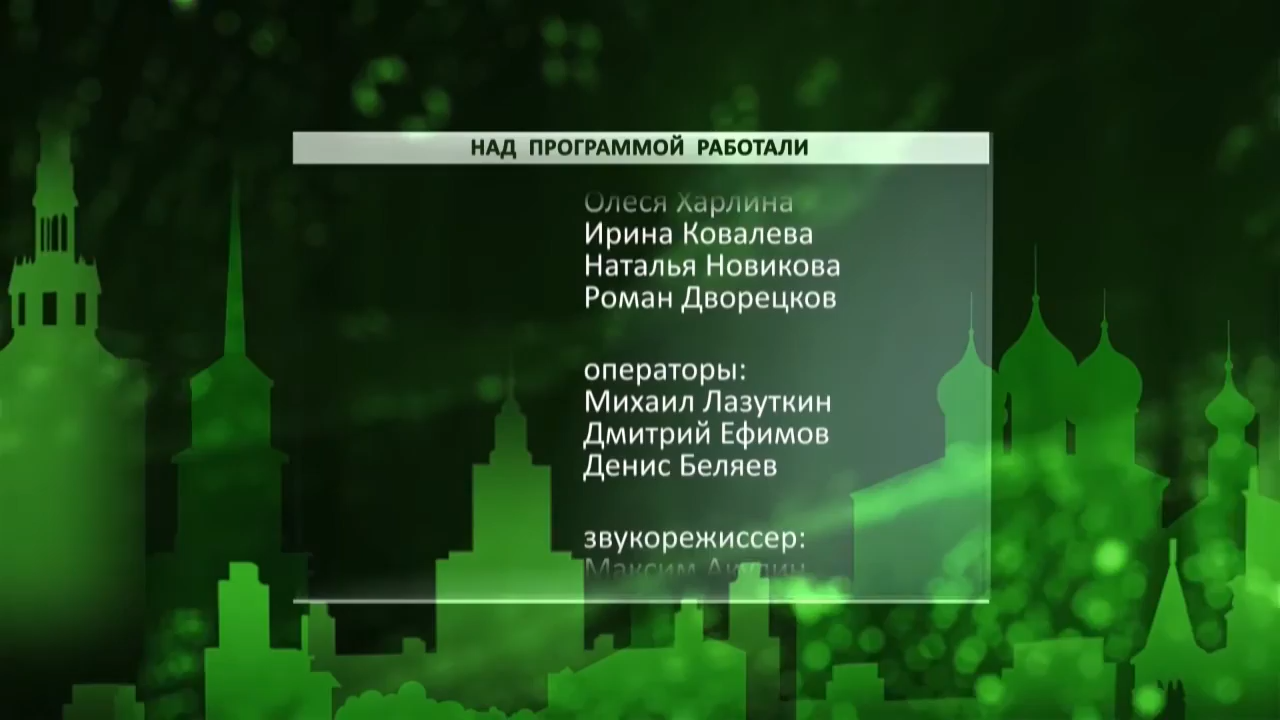 НАД ПРОГРАММОЙ РАБОТАЛИ
Олеся Харлина
Ирина Ковалева
Наталья Новикова
Роман Дворецков
операторы:
Михаил Лазуткин
Дмитрий Ефимов
Денис Беляев
звукорежиссер:
Максим